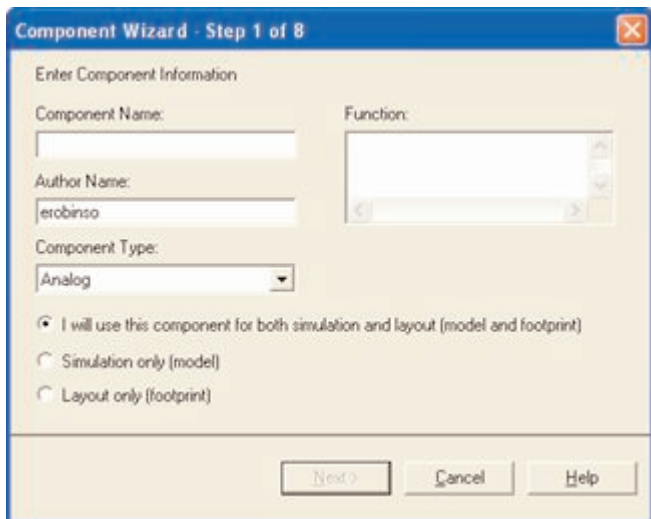 Component Wizard - Step 1 of 8
Enter Component Information
Component Name:
Function:
Author Name:
erobinso
Component Type:
Analog
I will use this component for both simulation and layout (model and footprint)
Simulation only (model)
Layout only (footprint)
Next >
Cancel
Help